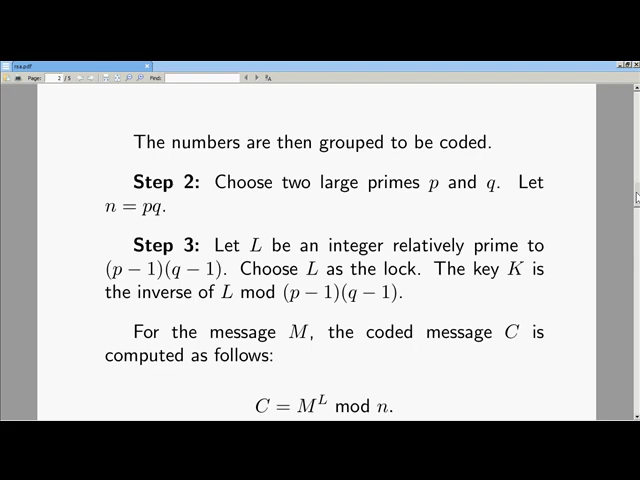 rsa.pdf
Page: 2 / 5 Find:
The numbers are then grouped to be coded.
Step 2: Choose two large primes p and q. Let
n = pq.
Step 3: Let L be an integer relatively prime to
(p − 1)(q − 1). Choose L as the lock. The key K is
the inverse of L mod (p − 1)(q − 1).
For the message M, the coded message C is
computed as follows:
C = M^L mod n.